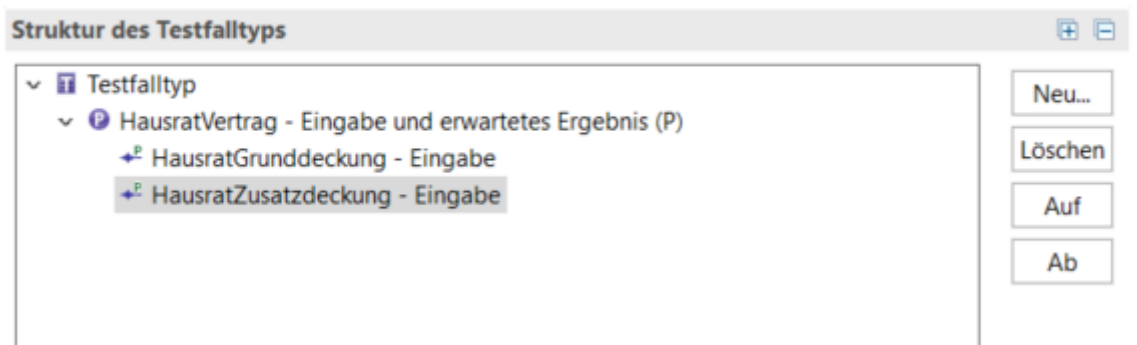 Struktur des Testfalltyps
Testfalltyp
HausratVertrag - Eingabe und erwartetes Ergebnis (P)
HausratGrunddeckung - Eingabe
HausratZusatzdeckung - Eingabe
Neu...
Löschen
Auf
Ab